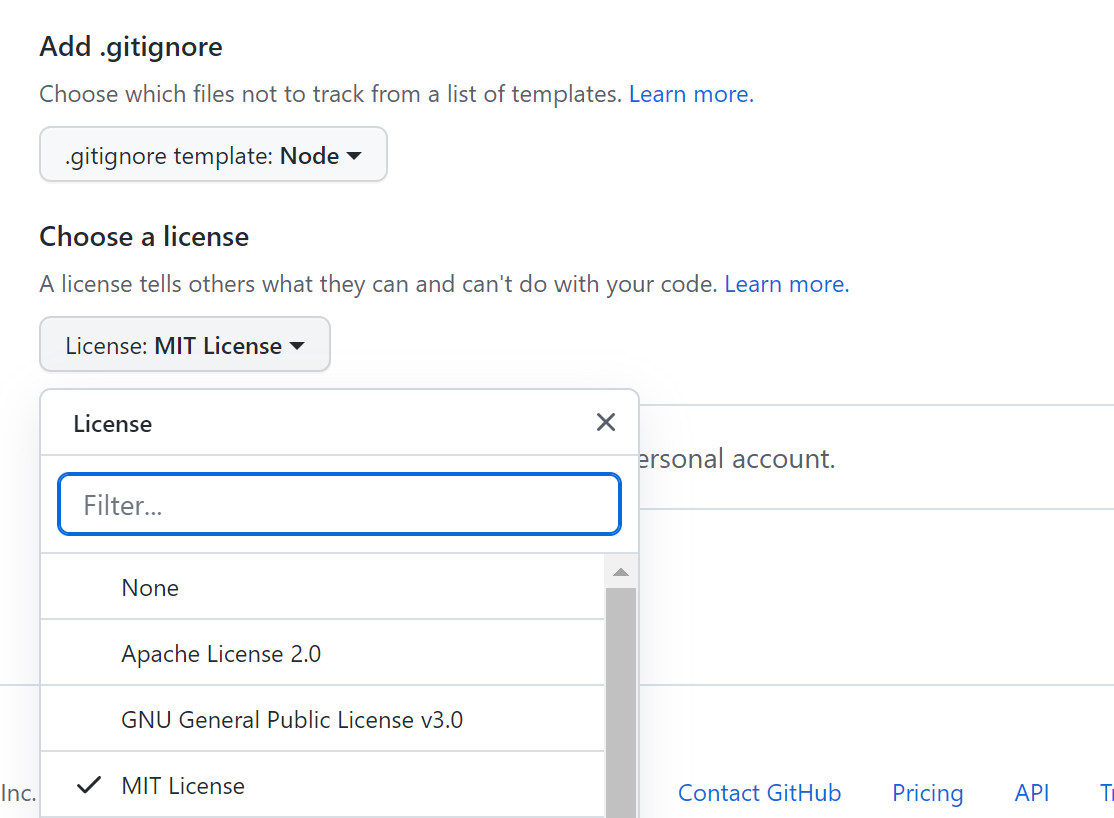 Add .gitignore
Choose which files not to track from a list of templates. Learn more.
.gitignore template: Node
Choose a license
A license tells others what they can and can't do with your code. Learn more.
License: MIT License
License
ersonal account.
Filter...
None
Apache License 2.0
GNU General Public License v3.0
MIT License
Inc.
Contact GitHub
Pricing
API